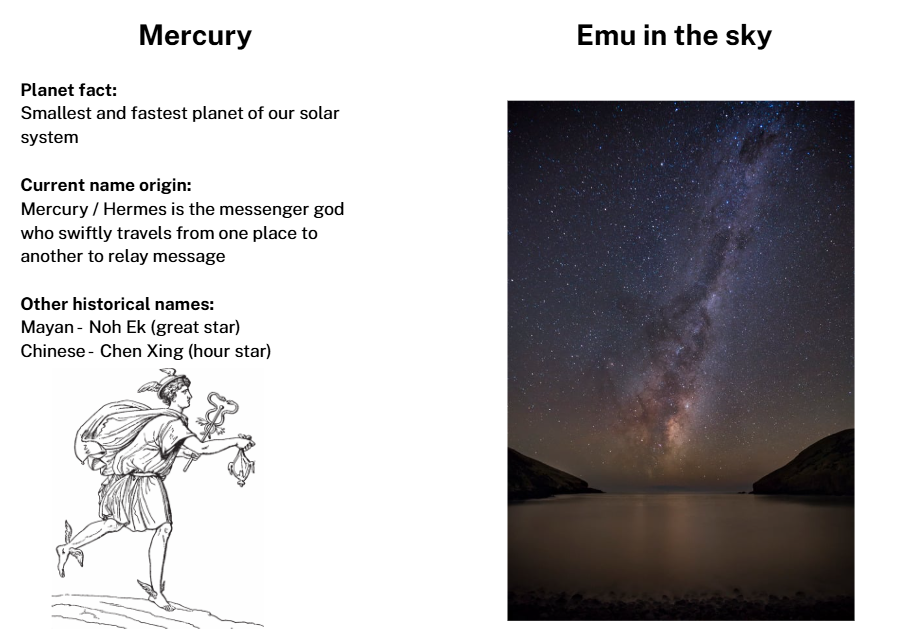 Mercury
Planet fact:
Smallest and fastest planet of our solar
system
Current name origin:
Mercury / Hermes is the messenger god
who swiftly travels from one place to
another to relay message
Other historical names:
Mayan - Noh Ek (great star)
Chinese - Chen Xing (hour star)
Emu in the sky